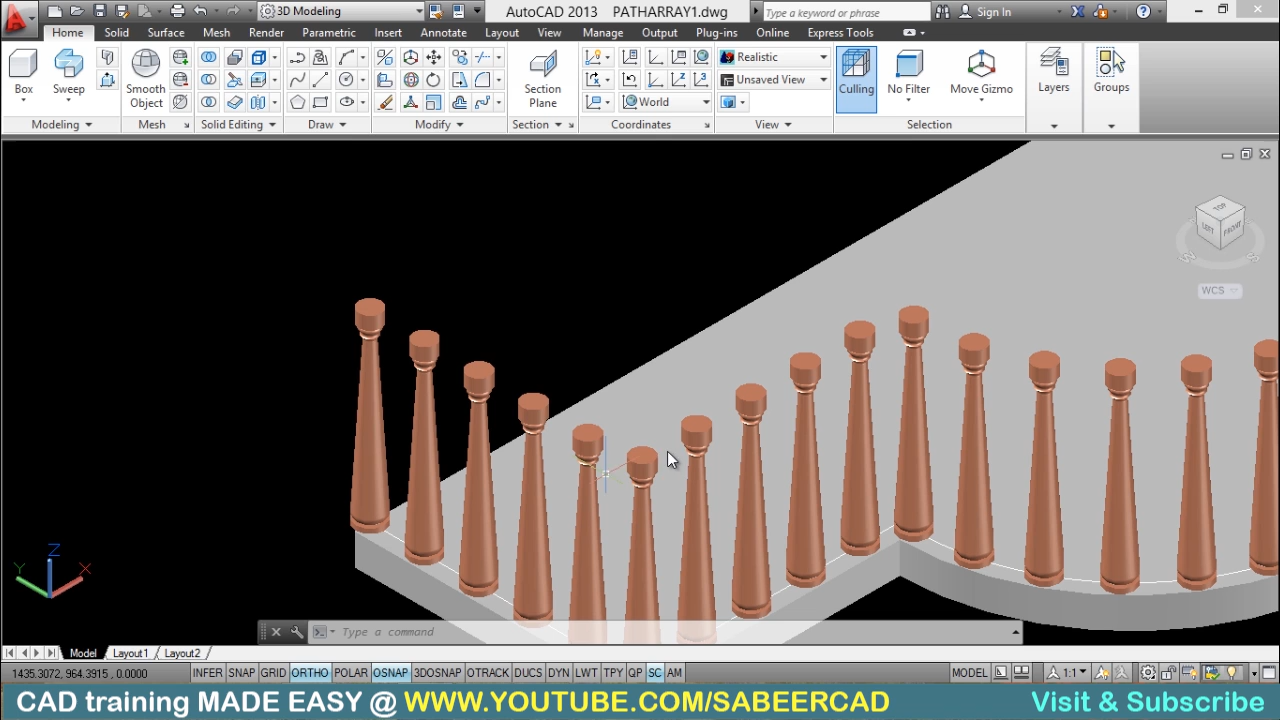 3D Modeling
AutoCAD 2013 PATHARRAY1.dwg
Type a keyword or phrase
Sign In
Home Solid Surface Mesh Render Parametric Insert Annotate Layout View Manage Output Plug-ins Online Express Tools
Realistic
Unsaved View
World
Box Sweep Smooth Object Section Plane Culling No Filter Move Gizmo Layers Groups
Modeling Mesh Solid Editing Draw Modify Section Coordinates View Selection
TOP
LEFT FRONT
W S
WCS
Z
Y X
Type a command
Model Layout1 Layout2
1435.3072, 964.3915, 0.0000 INFER SNAP GRID ORTHO POLAR OSNAP 3DOSNAP OTRACK DUCS DYN LWT TPY QP SC AM MODEL 1:1
CAD training MADE EASY @ WWW.YOUTUBE.COM/SABEERCAD Visit & Subscribe